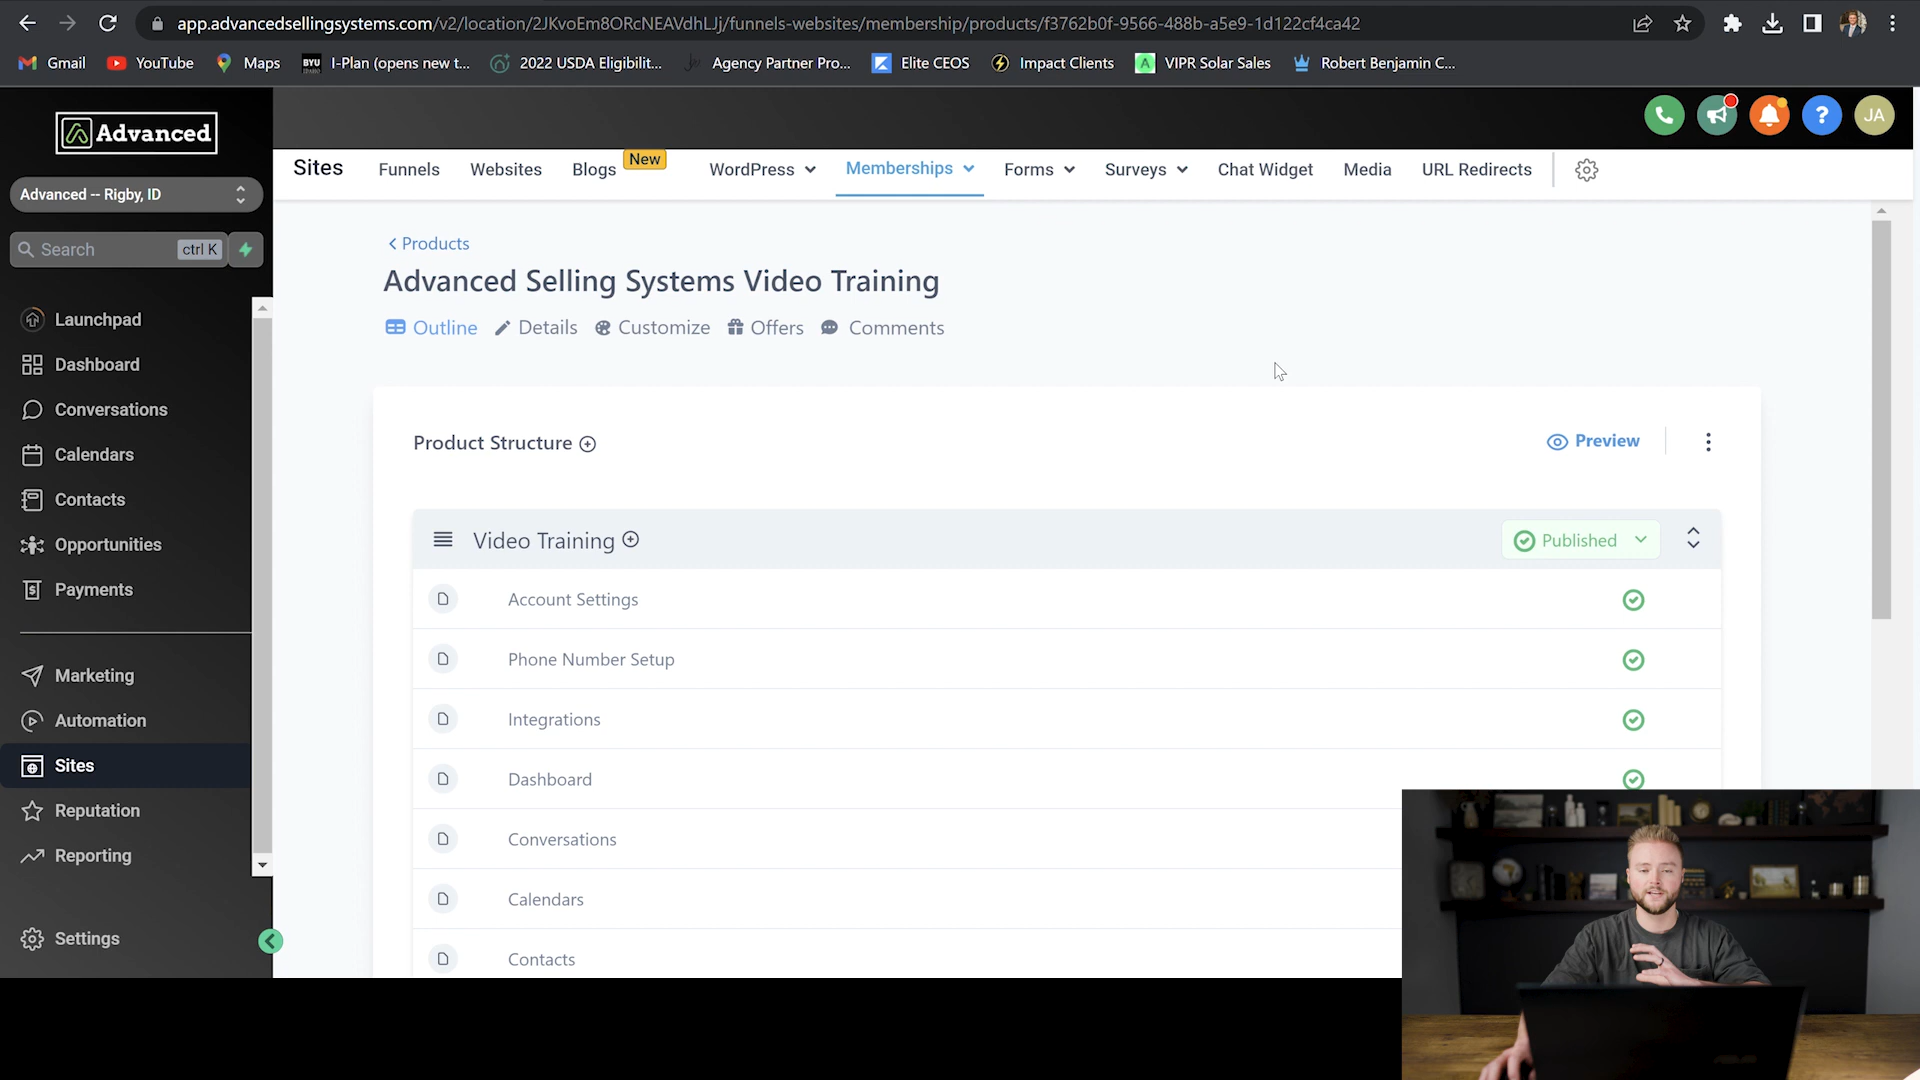 app.advancedsellingsystems.com/v2/location/2JKvoEm8ORcNEAVdhLJj/funnels-websites/membership/products/f3762b0f-9566-488b-a5e9-1d122cf4ca42
Gmail YouTube Maps BYU IDAHO I-Plan (opens new t... 2022 USDA Eligibilit... Agency Partner Pro... Elite CEOS Impact Clients A VIPR Solar Sales Robert Benjamin C...
Advanced
JA
Advanced -- Rigby, ID
Search ctrl K
Launchpad
Dashboard
Conversations
Calendars
Contacts
Opportunities
Payments
Marketing
Automation
Sites
Reputation
Reporting
Settings
Sites Funnels Websites Blogs New WordPress Memberships Forms Surveys Chat Widget Media URL Redirects
Products
Advanced Selling Systems Video Training
Outline Details Customize Offers Comments
Product Structure Preview
Video Training Published
Account Settings
Phone Number Setup
Integrations
Dashboard
Conversations
Calendars
Contacts